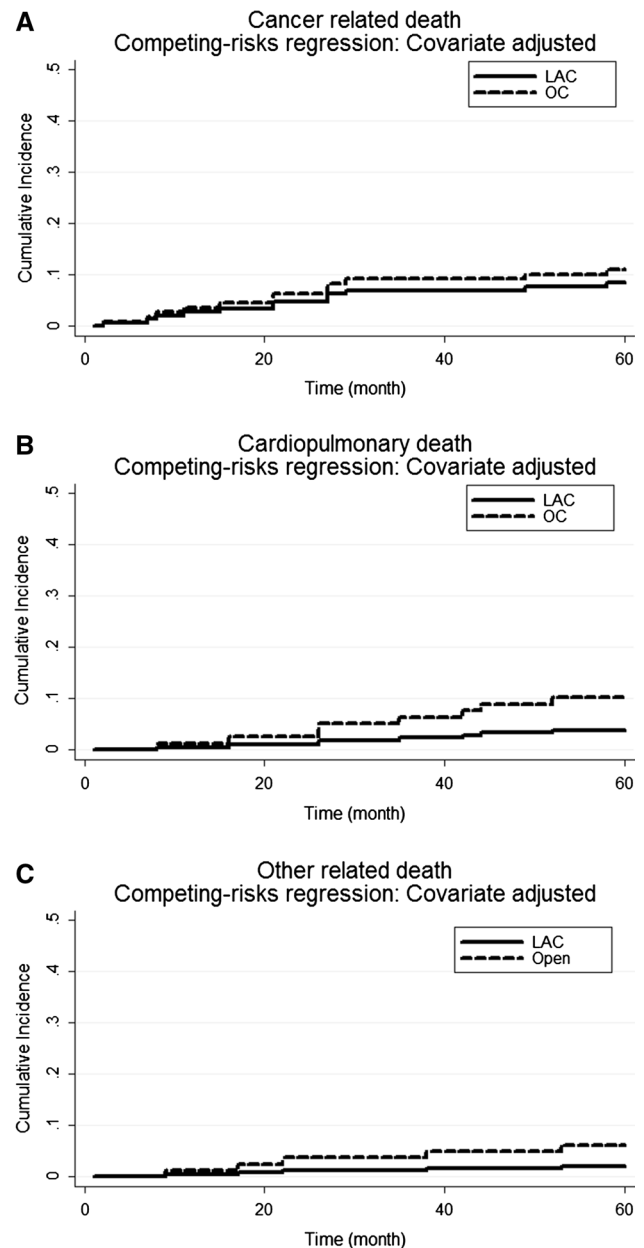 A
Cancer related death
Competing-risks regression: Covariate adjusted
LAC
OC
Cumulative Incidence
.5
.4
.3
.2
.1
0
0 20 40 60
Time (month)
B
Cardiopulmonary death
Competing-risks regression: Covariate adjusted
LAC
OC
Cumulative Incidence
.5
.4
.3
.2
.1
0
0 20 40 60
Time (month)
C
Other related death
Competing-risks regression: Covariate adjusted
LAC
Open
Cumulative Incidence
.5
.4
.3
.2
.1
0
0 20 40 60
Time (month)